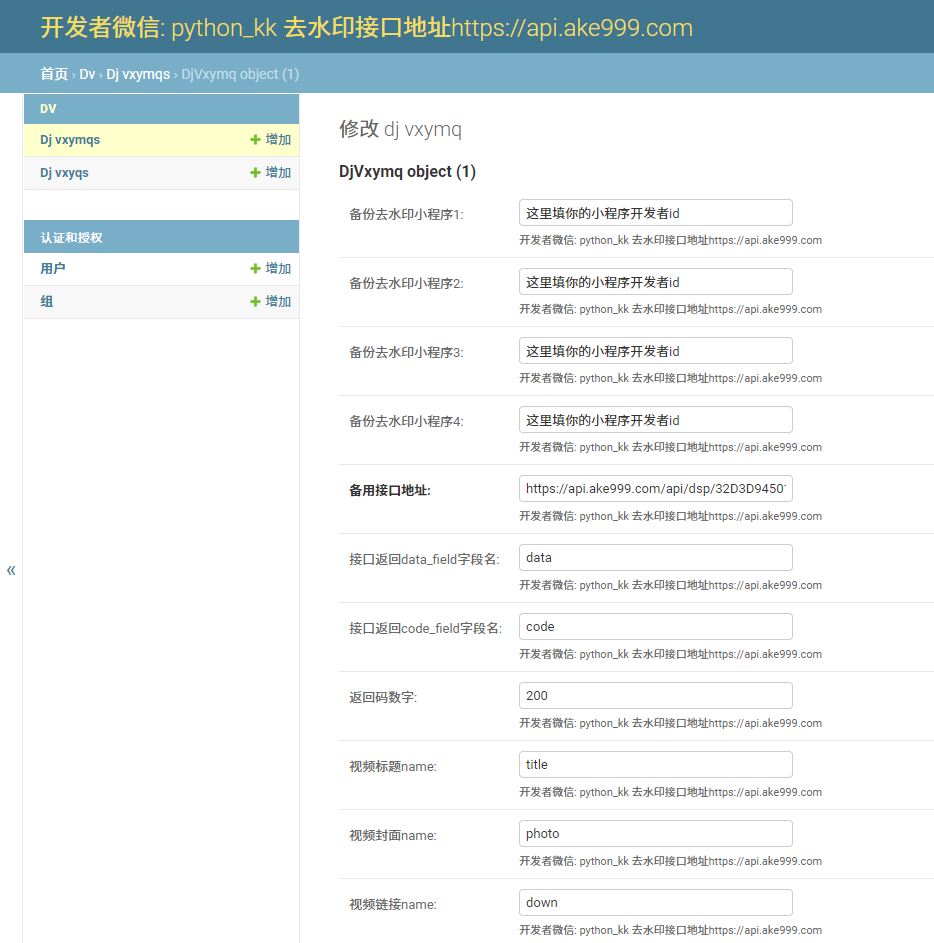 开发者微信: python_kk 去水印接口地址https://api.ake999.com
首页 › Dv › Dj vxymqs › DjVxymq object (1)
DV
Dj vxymqs 增加
Dj vxyqs 增加
认证和授权
用户 增加
组 增加
«
修改 dj vxymq
DjVxymq object (1)
备份去水印小程序1: 这里填你的小程序开发者id
开发者微信: python_kk 去水印接口地址https://api.ake999.com
备份去水印小程序2: 这里填你的小程序开发者id
开发者微信: python_kk 去水印接口地址https://api.ake999.com
备份去水印小程序3: 这里填你的小程序开发者id
开发者微信: python_kk 去水印接口地址https://api.ake999.com
备份去水印小程序4: 这里填你的小程序开发者id
开发者微信: python_kk 去水印接口地址https://api.ake999.com
备用接口地址: https://api.ake999.com/api/dsp/32D3D9450
开发者微信: python_kk 去水印接口地址https://api.ake999.com
接口返回data_field字段名: data
开发者微信: python_kk 去水印接口地址https://api.ake999.com
接口返回code_field字段名: code
开发者微信: python_kk 去水印接口地址https://api.ake999.com
返回码数字: 200
开发者微信: python_kk 去水印接口地址https://api.ake999.com
视频标题name: title
开发者微信: python_kk 去水印接口地址https://api.ake999.com
视频封面name: photo
开发者微信: python_kk 去水印接口地址https://api.ake999.com
视频链接name: down
开发者微信: python_kk 去水印接口地址https://api.ake999.com